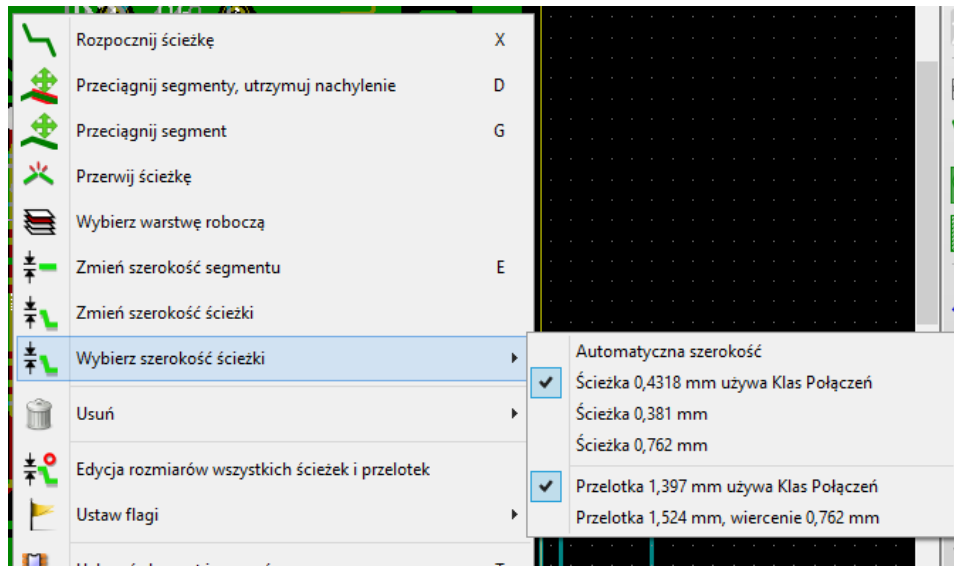 Rozpocznij ścieżkę X
Przeciągnij segmenty, utrzymuj nachylenie D
Przeciągnij segment G
Przerwij ścieżkę
Wybierz warstwę roboczą
Zmień szerokość segmentu E
Zmień szerokość ścieżki
Wybierz szerokość ścieżki
Automatyczna szerokość
Ścieżka 0,4318 mm używa Klas Połączeń
Ścieżka 0,381 mm
Ścieżka 0,762 mm
Przelotka 1,397 mm używa Klas Połączeń
Przelotka 1,524 mm, wiercenie 0,762 mm
Usuń
Edycja rozmiarów wszystkich ścieżek i przelotek
Ustaw flagi